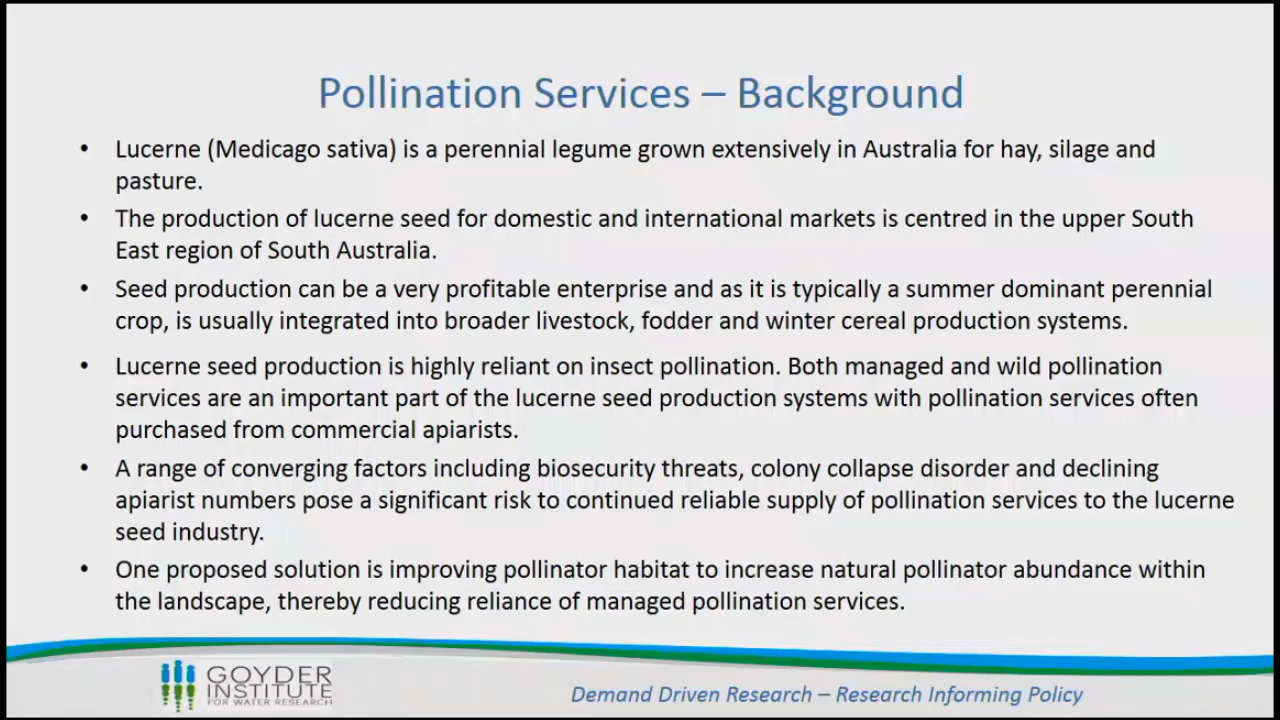 Pollination Services – Background
• Lucerne (Medicago sativa) is a perennial legume grown extensively in Australia for hay, silage and
pasture.
• The production of lucerne seed for domestic and international markets is centred in the upper South
East region of South Australia.
• Seed production can be a very profitable enterprise and as it is typically a summer dominant perennial
crop, is usually integrated into broader livestock, fodder and winter cereal production systems.
• Lucerne seed production is highly reliant on insect pollination. Both managed and wild pollination
services are an important part of the lucerne seed production systems with pollination services often
purchased from commercial apiarists.
• A range of converging factors including biosecurity threats, colony collapse disorder and declining
apiarist numbers pose a significant risk to continued reliable supply of pollination services to the lucerne
seed industry.
• One proposed solution is improving pollinator habitat to increase natural pollinator abundance within
the landscape, thereby reducing reliance of managed pollination services.
GOYDER
INSTITUTE
FOR WATER RESEARCH
Demand Driven Research – Research Informing Policy